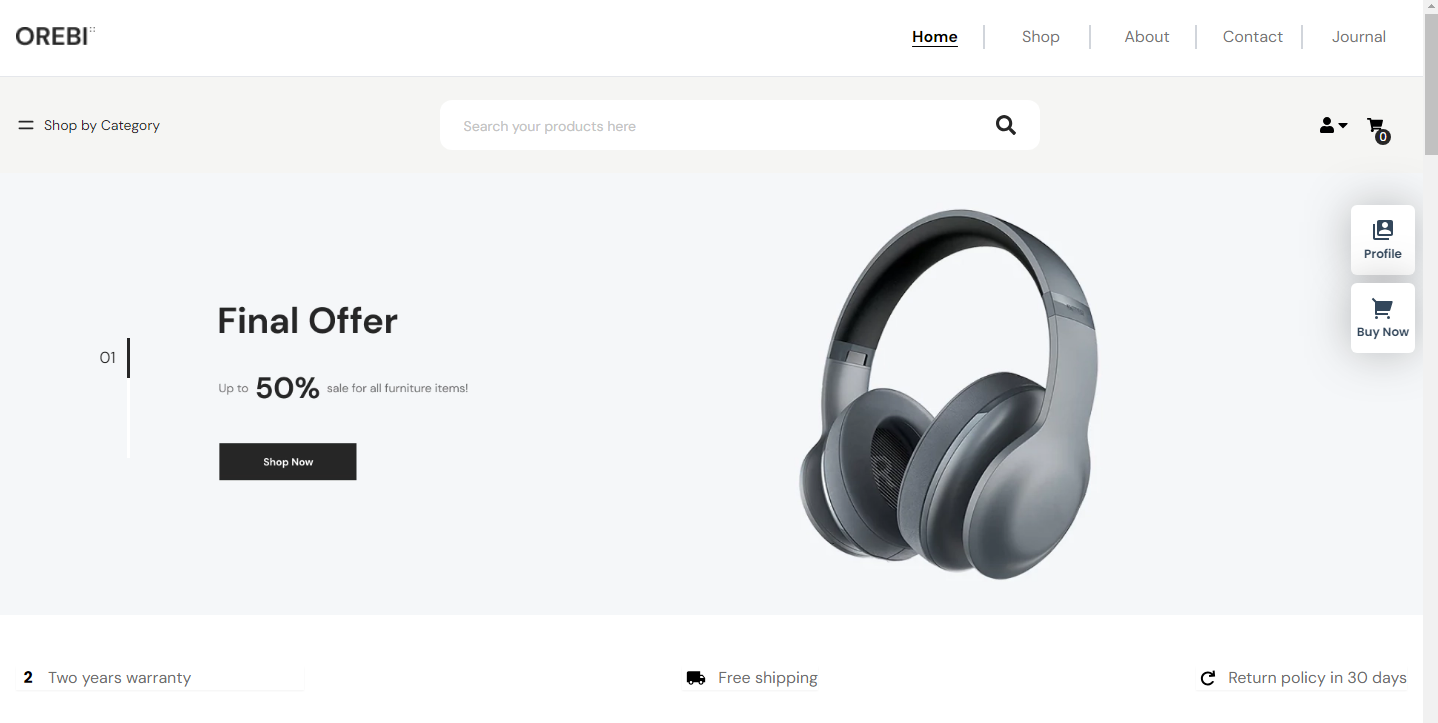 OREBI
Home
Shop
About
Contact
Journal
Shop by Category
Search your products here
0
Profile
Buy Now
Final Offer
01
Up to 50% sale for all furniture items!
Shop Now
2 Two years warranty
Free shipping
Return policy in 30 days